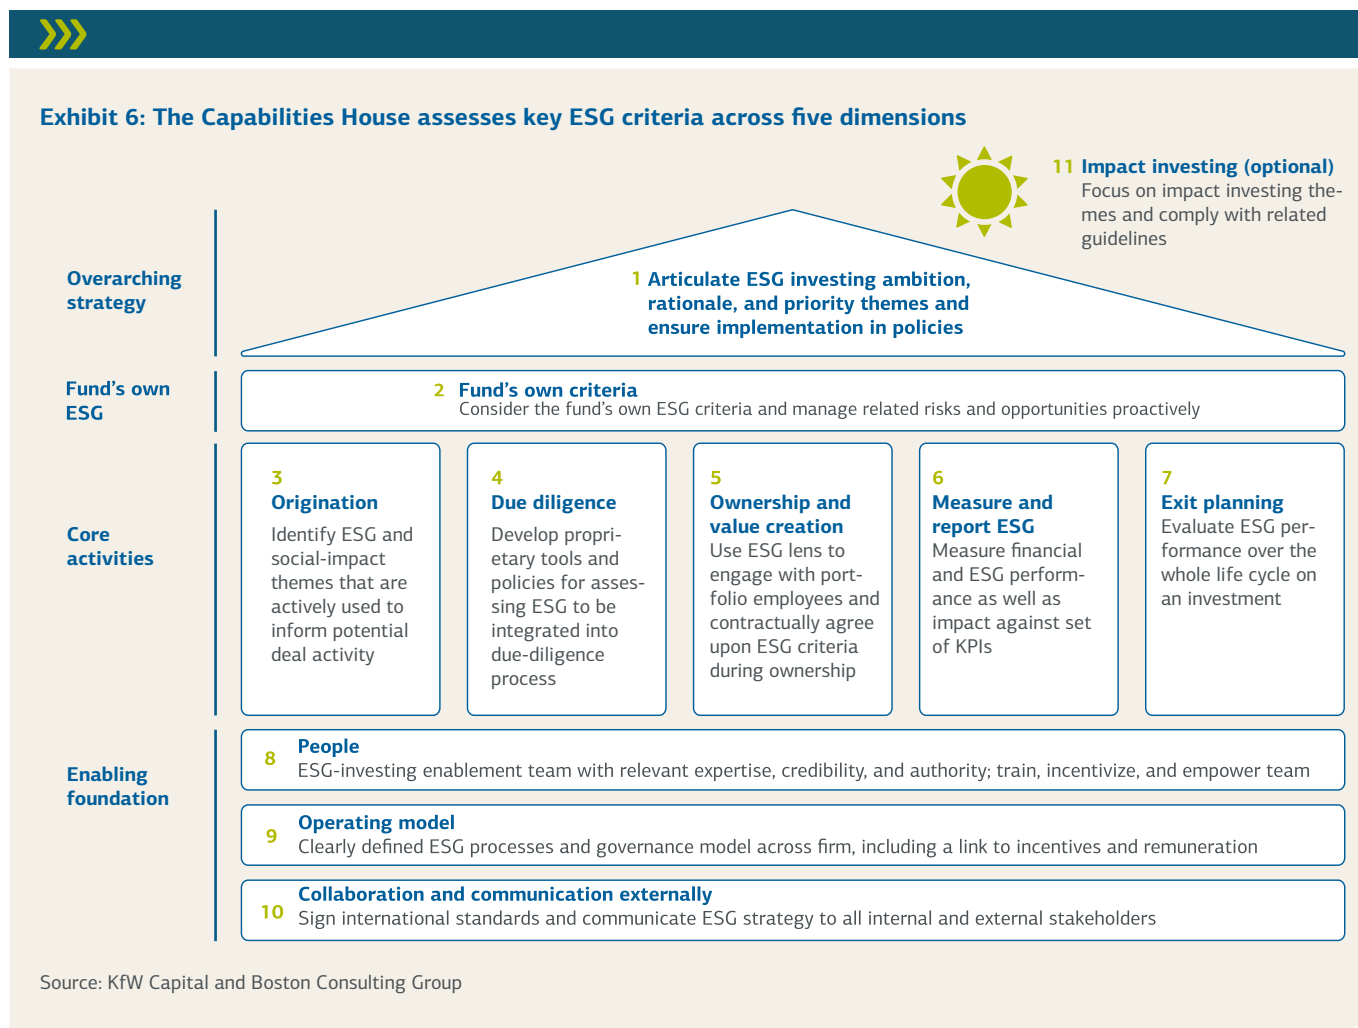 Exhibit 6: The Capabilities House assesses key ESG criteria across five dimensions
11 Impact investing (optional)
Focus on impact investing the-
mes and comply with related
guidelines
Overarching
strategy
1 Articulate ESG investing ambition,
rationale, and priority themes and
ensure implementation in policies
Fund's own
ESG
2 Fund's own criteria
Consider the fund's own ESG criteria and manage related risks and opportunities proactively
Core
activities
3
Origination
Identify ESG and
social-impact
themes that are
actively used to
inform potential
deal activity
4
Due diligence
Develop propri-
etary tools and
policies for asses-
sing ESG to be
integrated into
due-diligence
process
5
Ownership and
value creation
Use ESG lens to
engage with port-
folio employees and
contractually agree
upon ESG criteria
during ownership
6
Measure and
report ESG
Measure financial
and ESG perform-
ance as well as
impact against set
of KPIs
7
Exit planning
Evaluate ESG per-
formance over the
whole life cycle on
an investment
Enabling
foundation
8 People
ESG-investing enablement team with relevant expertise, credibility, and authority; train, incentivize, and empower team
9 Operating model
Clearly defined ESG processes and governance model across firm, including a link to incentives and remuneration
10 Collaboration and communication externally
Sign international standards and communicate ESG strategy to all internal and external stakeholders
Source: KfW Capital and Boston Consulting Group